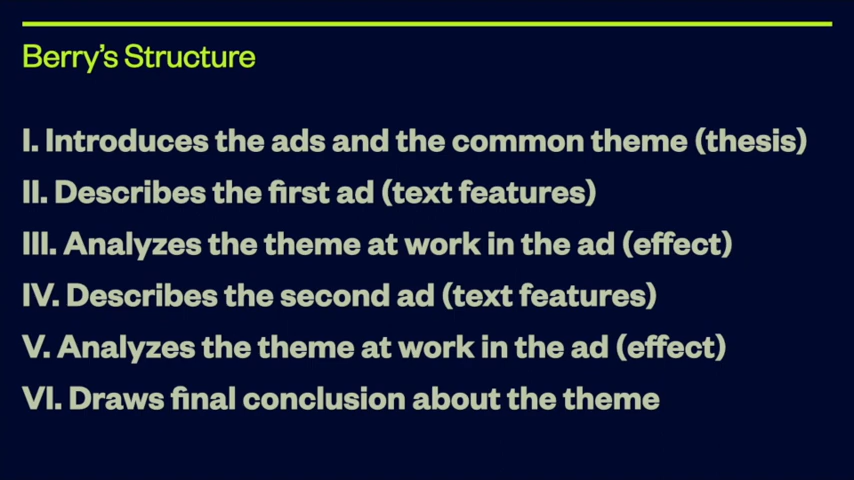 Berry’s Structure
I. Introduces the ads and the common theme (thesis)
II. Describes the first ad (text features)
III. Analyzes the theme at work in the ad (effect)
IV. Describes the second ad (text features)
V. Analyzes the theme at work in the ad (effect)
VI. Draws final conclusion about the theme